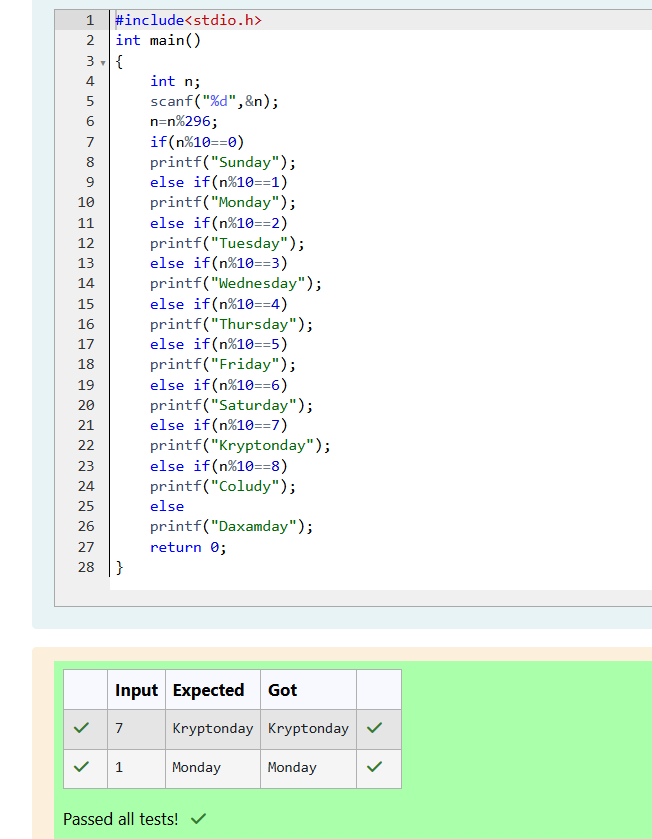 1 #include<stdio.h>
2 int main()
3 {
4 int n;
5 scanf("%d",&n);
6 n=n%296;
7 if(n%10==0)
8 printf("Sunday");
9 else if(n%10==1)
10 printf("Monday");
11 else if(n%10==2)
12 printf("Tuesday");
13 else if(n%10==3)
14 printf("Wednesday");
15 else if(n%10==4)
16 printf("Thursday");
17 else if(n%10==5)
18 printf("Friday");
19 else if(n%10==6)
20 printf("Saturday");
21 else if(n%10==7)
22 printf("Kryptonday");
23 else if(n%10==8)
24 printf("Coludy");
25 else
26 printf("Daxamday");
27 return 0;
28 }
Input Expected Got
7 Kryptonday Kryptonday
1 Monday Monday
Passed all tests!